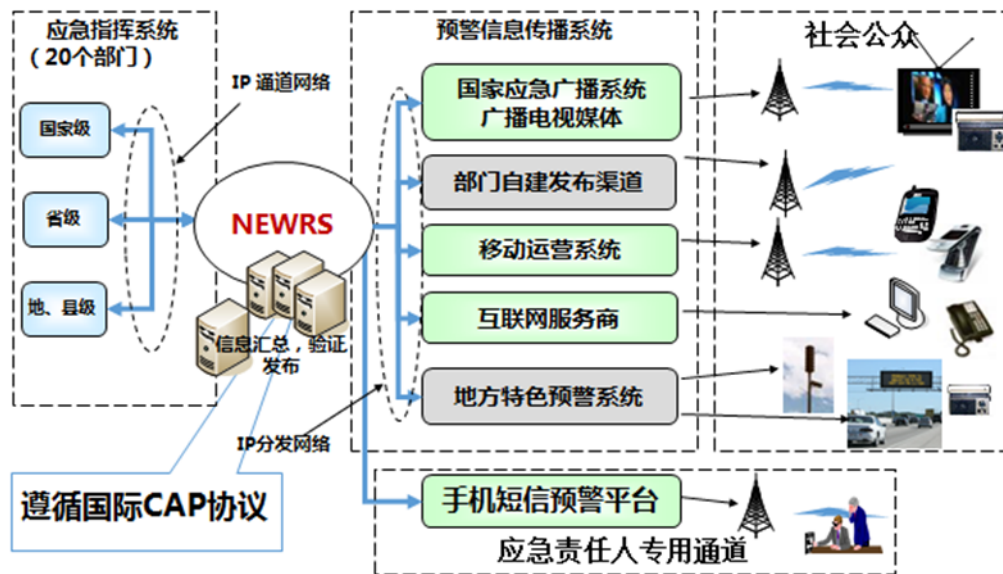 应急指挥系统
（20个部门）
国家级
省级
地、县级
IP 通道网络
NEWRS
信息汇总，验证
发布
IP分发网络
遵循国际CAP协议
预警信息传播系统
国家应急广播系统
广播电视媒体
部门自建发布渠道
移动运营系统
互联网服务商
地方特色预警系统
手机短信预警平台
应急责任人专用通道
社会公众